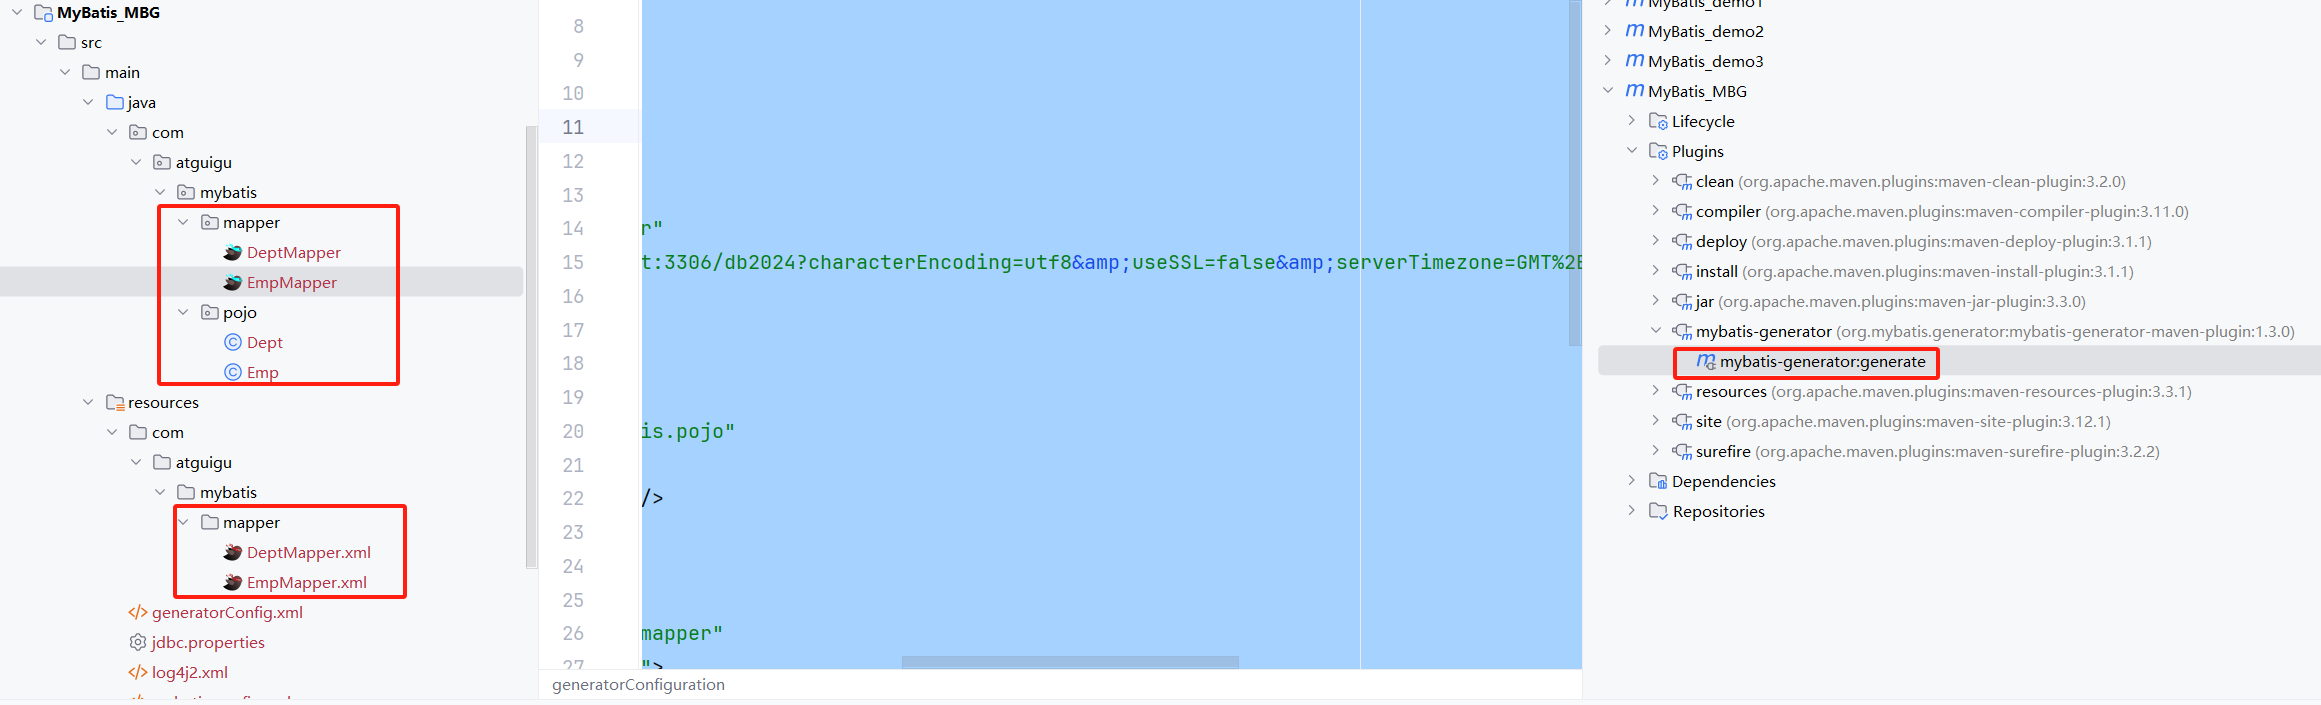 MyBatis_MBG
src
main
java
com
atguigu
mybatis
mapper
DeptMapper
EmpMapper
pojo
Dept
Emp
resources
com
atguigu
mybatis
mapper
DeptMapper.xml
EmpMapper.xml
generatorConfig.xml
jdbc.properties
log4j2.xml
8
9
10
11
12
13
14 r"
15 t:3306/db2024?characterEncoding=utf8&amp;useSSL=false&amp;serverTimezone=GMT%2
16
17
18
19
20 is.pojo"
21
22 />
23
24
25
26 mapper"
27 ">
generatorConfiguration
MyBatis_demo1
MyBatis_demo2
MyBatis_demo3
MyBatis_MBG
Lifecycle
Plugins
clean (org.apache.maven.plugins:maven-clean-plugin:3.2.0)
compiler (org.apache.maven.plugins:maven-compiler-plugin:3.11.0)
deploy (org.apache.maven.plugins:maven-deploy-plugin:3.1.1)
install (org.apache.maven.plugins:maven-install-plugin:3.1.1)
jar (org.apache.maven.plugins:maven-jar-plugin:3.3.0)
mybatis-generator (org.mybatis.generator:mybatis-generator-maven-plugin:1.3.0)
mybatis-generator:generate
resources (org.apache.maven.plugins:maven-resources-plugin:3.3.1)
site (org.apache.maven.plugins:maven-site-plugin:3.12.1)
surefire (org.apache.maven.plugins:maven-surefire-plugin:3.2.2)
Dependencies
Repositories